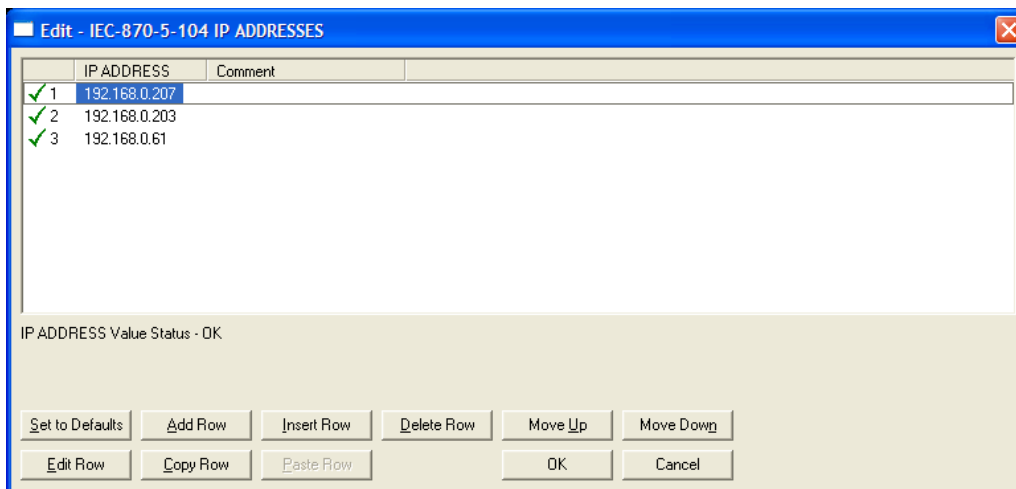 Edit - IEC-870-5-104 IP ADDRESSES
IP ADDRESS Comment
1 192.168.0.207
2 192.168.0.203
3 192.168.0.61
IP ADDRESS Value Status - OK
Set to Defaults Add Row Insert Row Delete Row Move Up Move Down
Edit Row Copy Row Paste Row OK Cancel